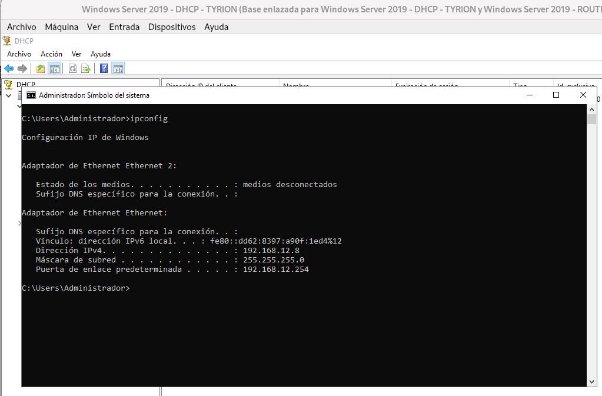 Windows Server 2019 - DHCP - TYRION (Base enlazada para Windows Server 2019 - DHCP - TYRION y Windows Server 2019 - ROUT
Archivo Máquina Ver Entrada Dispositivos Ayuda
DHCP
Archivo Acción Ver Ayuda
DHCP
Dirección IP del cliente Nombre Expiración de concesión Tipo Id. exclusivo
Administrador: Símbolo del sistema
C:\Users\Administrador>ipconfig
Configuración IP de Windows
Adaptador de Ethernet Ethernet 2:
Estado de los medios. . . . . . . . . . . : medios desconectados
Sufijo DNS específico para la conexión. . :
Adaptador de Ethernet Ethernet:
Sufijo DNS específico para la conexión. . :
Vínculo: dirección IPv6 local. . . : fe80::dd62:8397:a90f:1ed4%12
Dirección IPv4. . . . . . . . . . . . . . : 192.168.12.8
Máscara de subred . . . . . . . . . . . . : 255.255.255.0
Puerta de enlace predeterminada . . . . . : 192.168.12.254
C:\Users\Administrador>